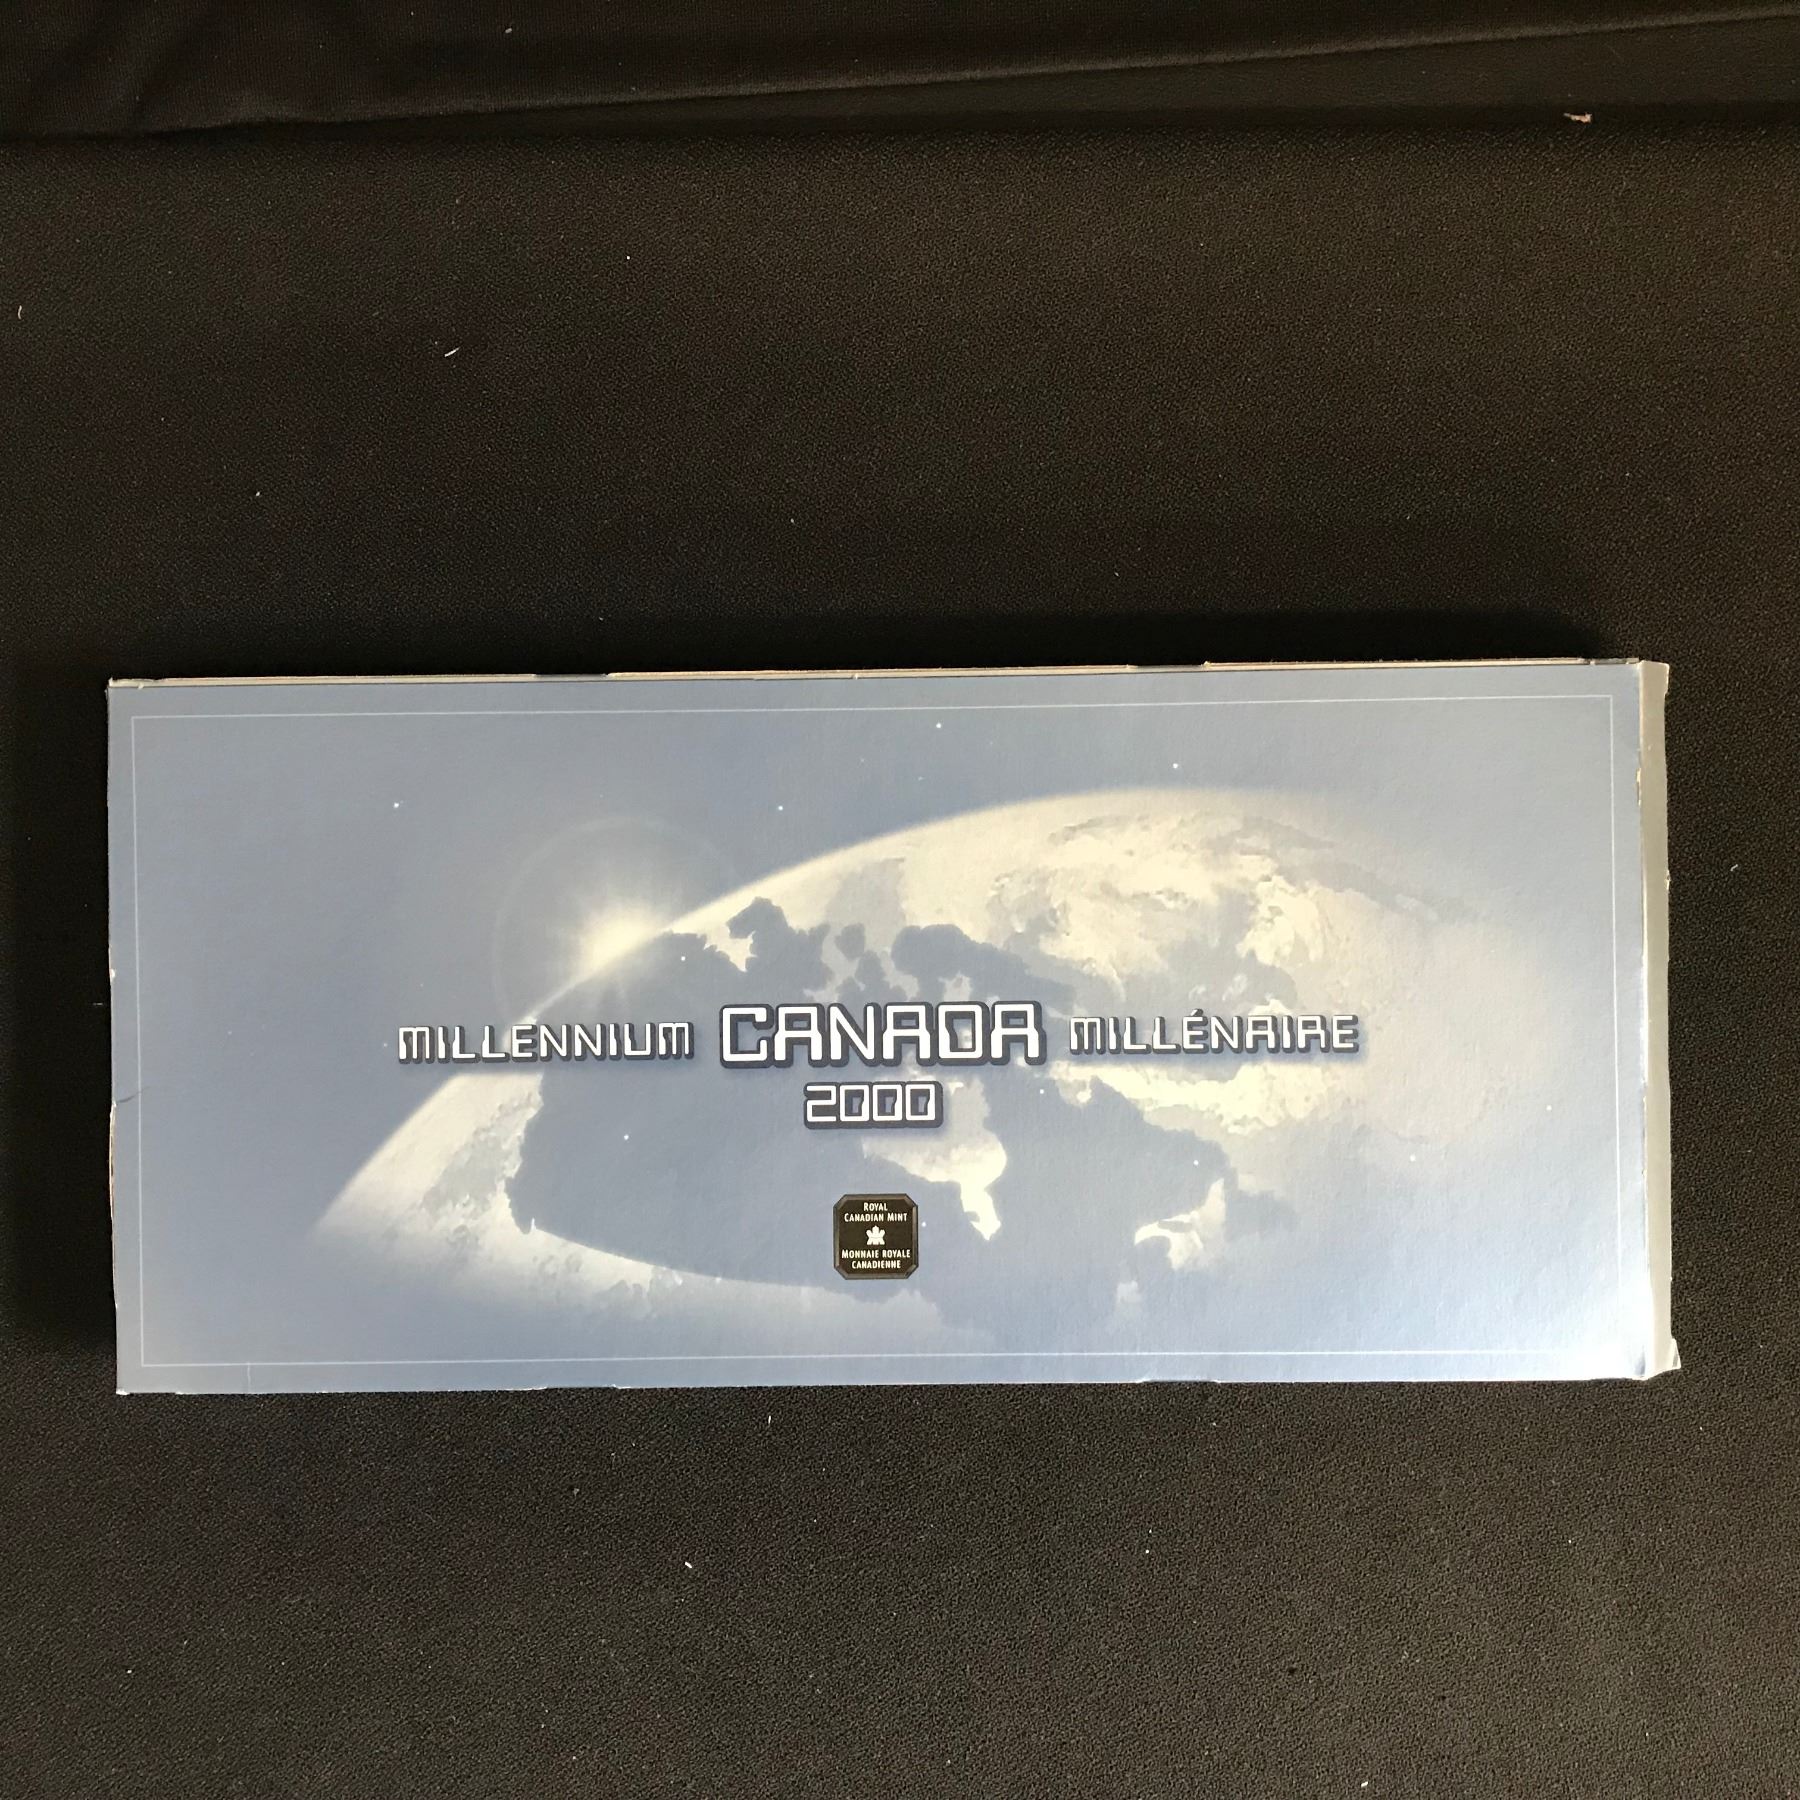 MILLENNIUM CANADA MILLÉNAIRE
2000
ROYAL
CANADIAN MINT
MONNAIE ROYALE
CANADIENNE